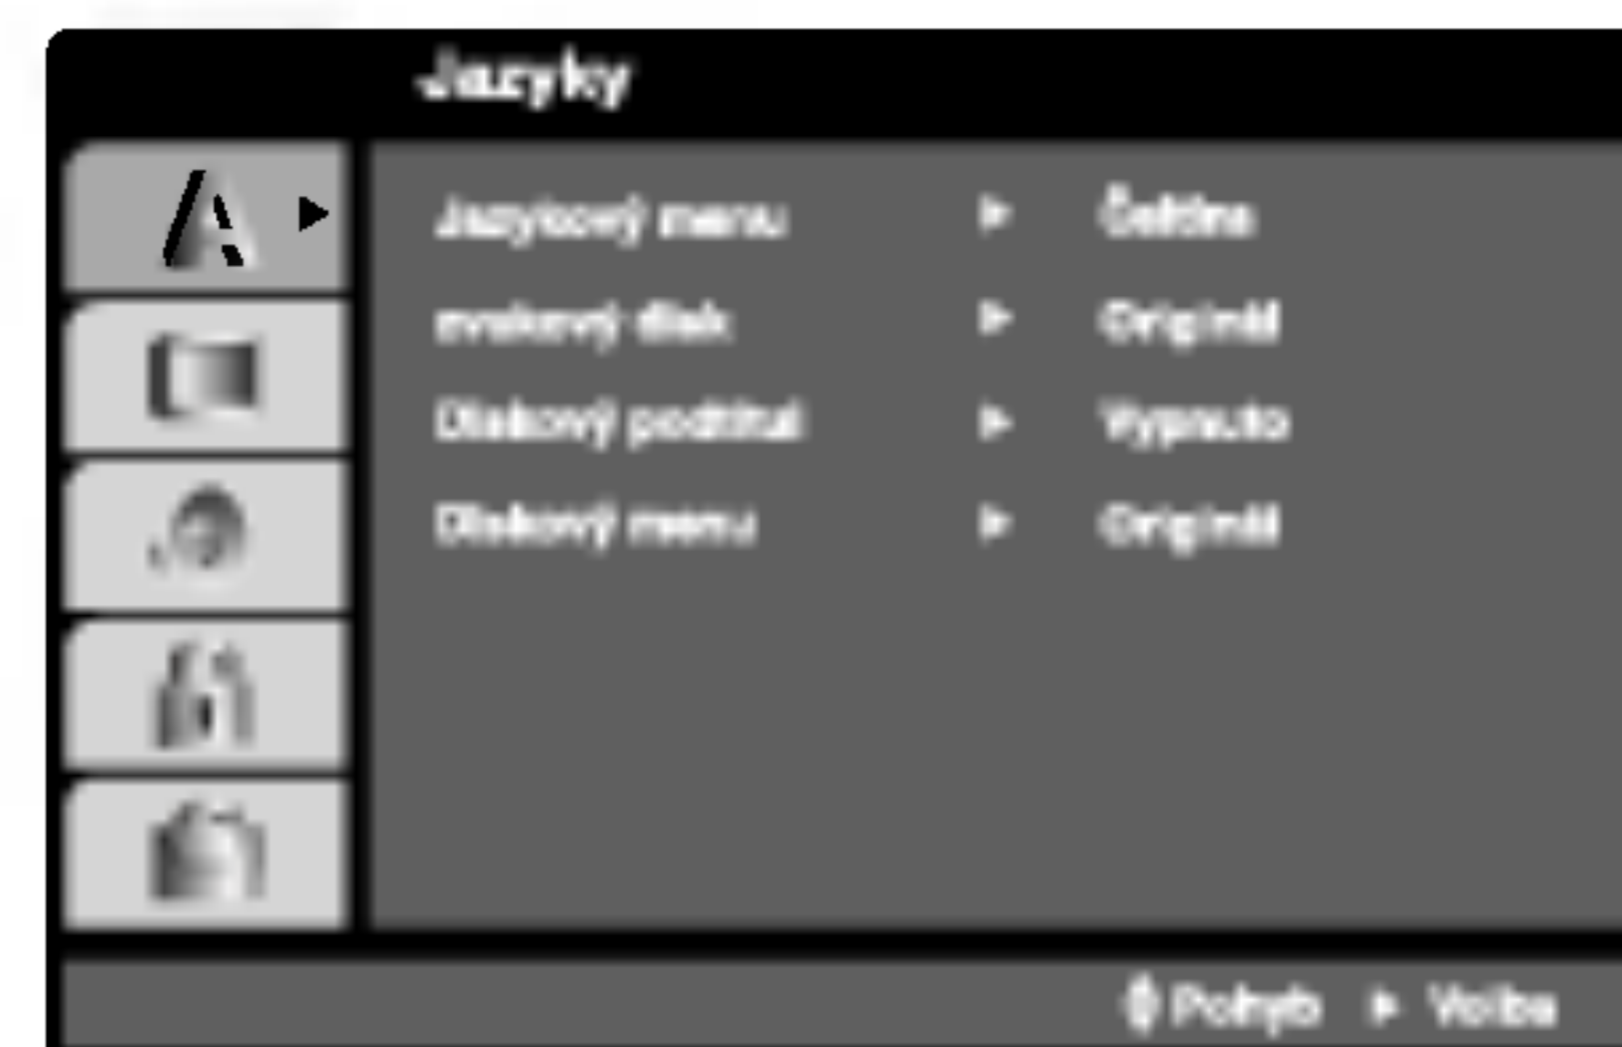 Jazyky
Jazykový menu ► Čeština
zvukový disk ► Originál
Diskový podtitul ► Vypnuto
Diskový menu ► Originál
Pohyb ► Volba